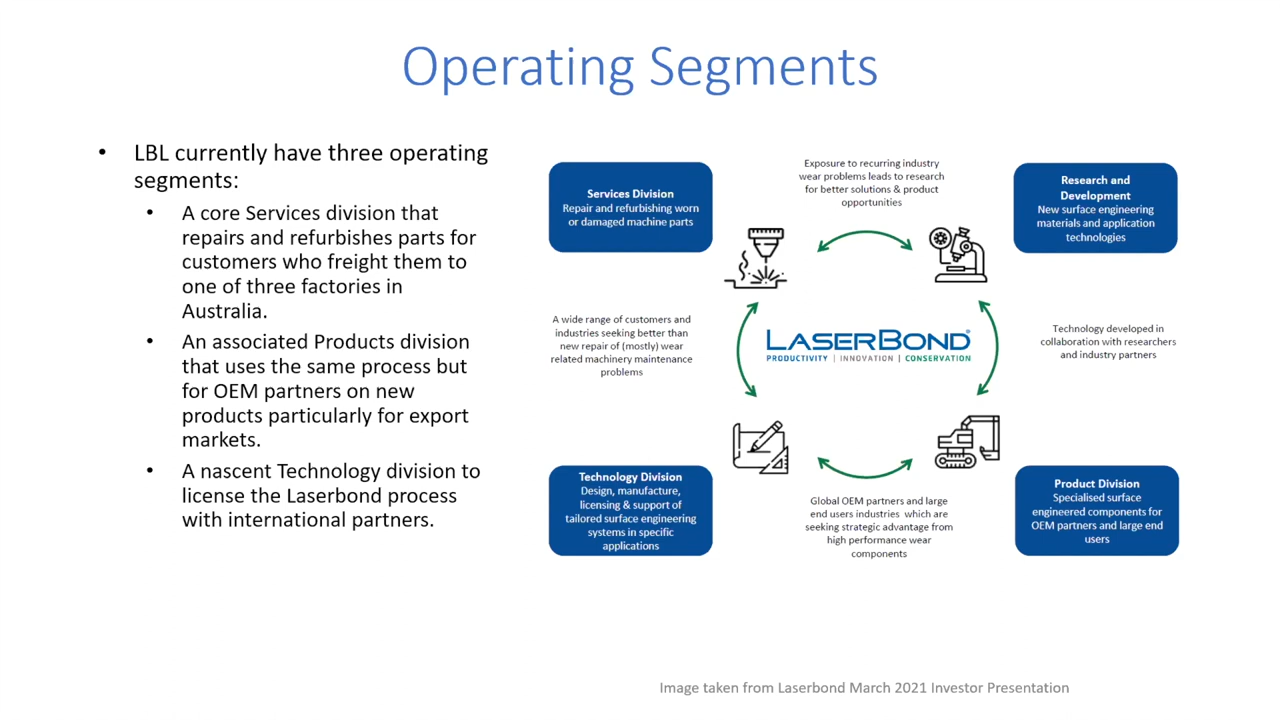 Operating Segments
• LBL currently have three operating
segments:
• A core Services division that
repairs and refurbishes parts for
customers who freight them to
one of three factories in
Australia.
• An associated Products division
that uses the same process but
for OEM partners on new
products particularly for export
markets.
• A nascent Technology division to
license the Laserbond process
with international partners.
Services Division
Repair and refurbishing worn
or damaged machine parts
Exposure to recurring industry
wear problems leads to research
for better solutions & product
opportunities
Research and
Development
New surface engineering
materials and application
technologies
A wide range of customers and
industries seeking better than
new repair of (mostly) wear
related machinery maintenance
problems
LASERBOND®
PRODUCTIVITY | INNOVATION | CONSERVATION
Technology developed in
collaboration with researchers
and industry partners
Technology Division
Design, manufacture,
licensing & support of
tailored surface engineering
systems in specific
applications
Global OEM partners and large
end users industries which are
seeking strategic advantage from
high performance wear
components
Product Division
Specialised surface
engineered components for
OEM partners and large end
users
Image taken from Laserbond March 2021 Investor Presentation